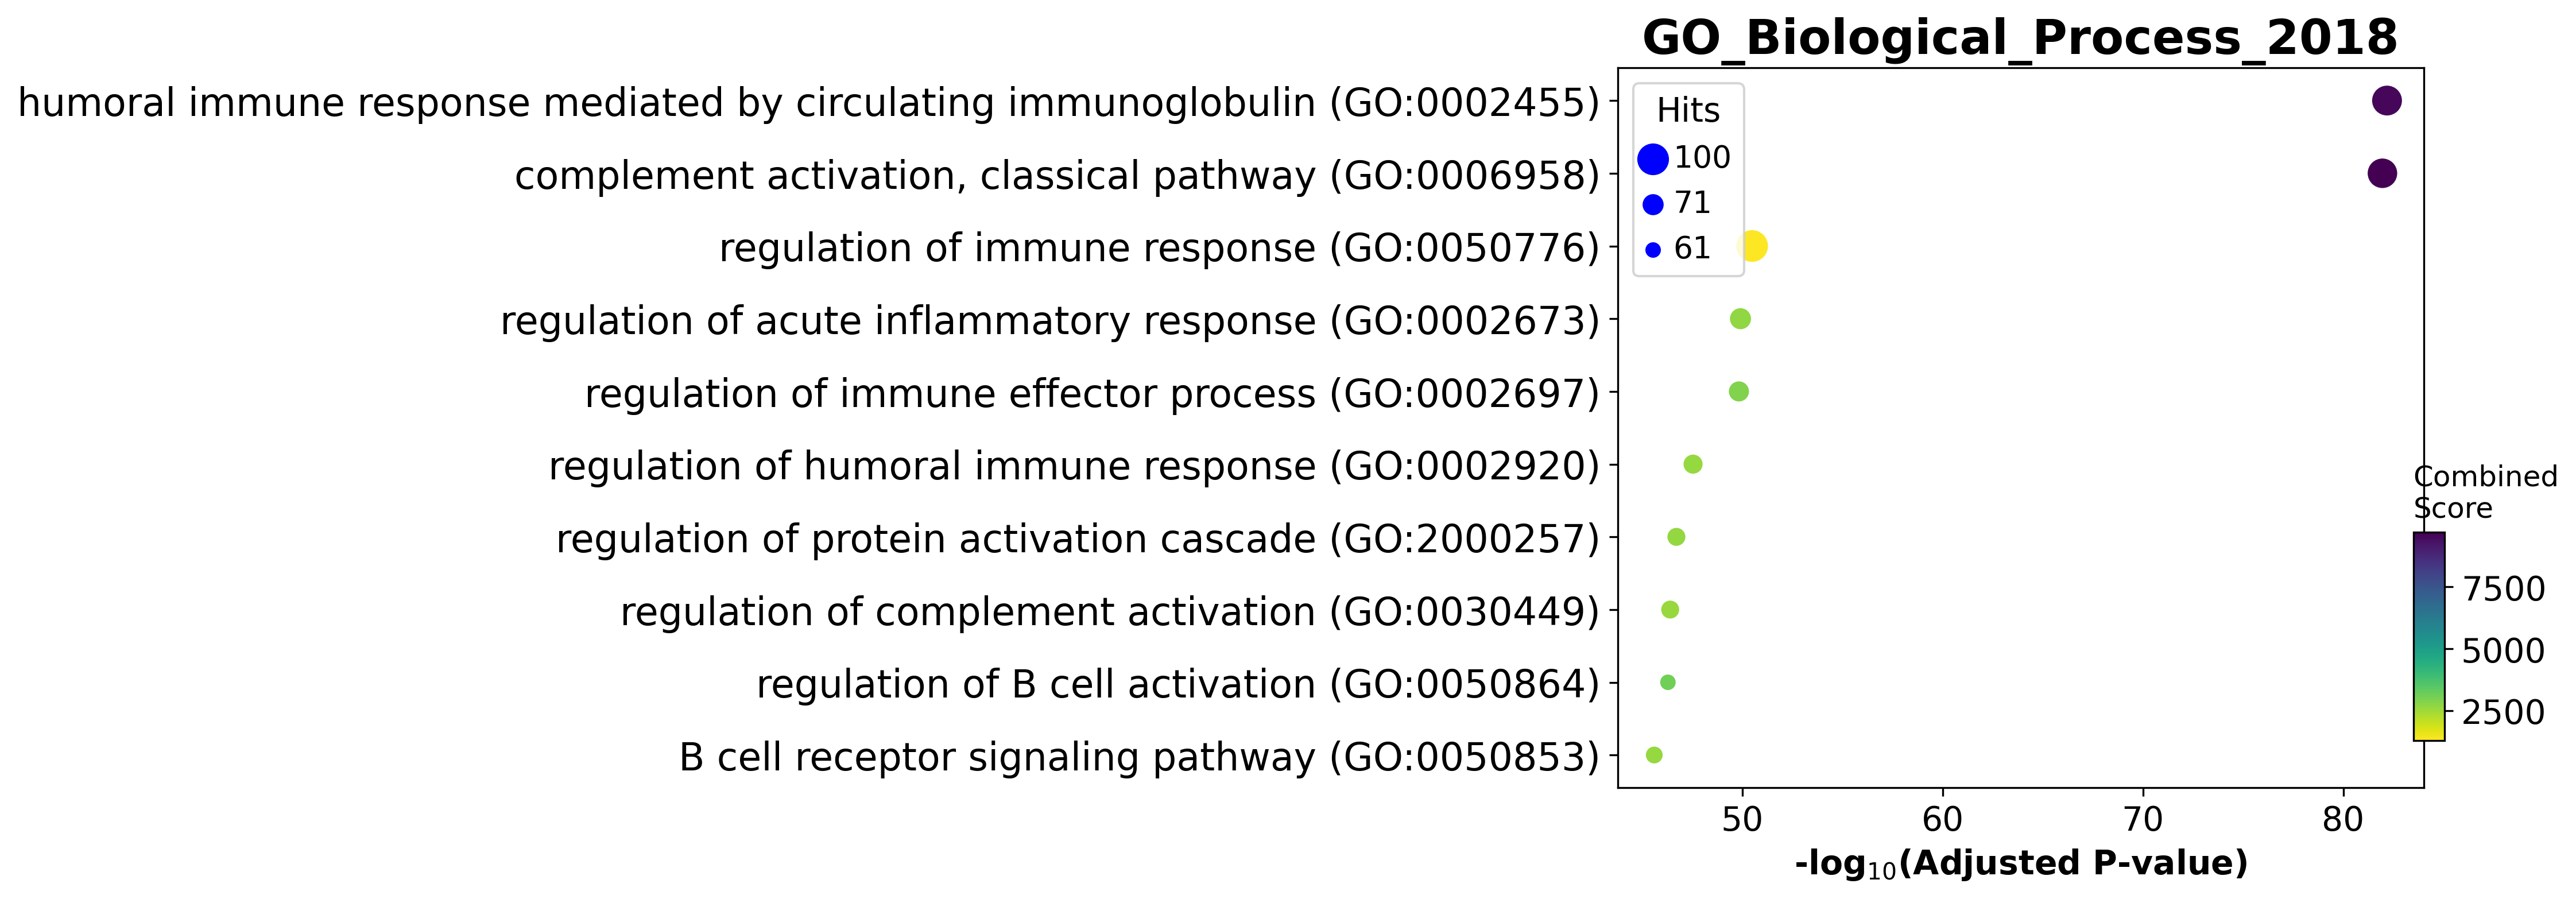 GO_Biological_Process_2018
humoral immune response mediated by circulating immunoglobulin (GO:0002455)
complement activation, classical pathway (GO:0006958)
regulation of immune response (GO:0050776)
regulation of acute inflammatory response (GO:0002673)
regulation of immune effector process (GO:0002697)
regulation of humoral immune response (GO:0002920)
regulation of protein activation cascade (GO:2000257)
regulation of complement activation (GO:0030449)
regulation of B cell activation (GO:0050864)
B cell receptor signaling pathway (GO:0050853)
Hits
100
71
61
Combined
Score
7500
5000
2500
50 60 70 80
-log₁₀(Adjusted P-value)